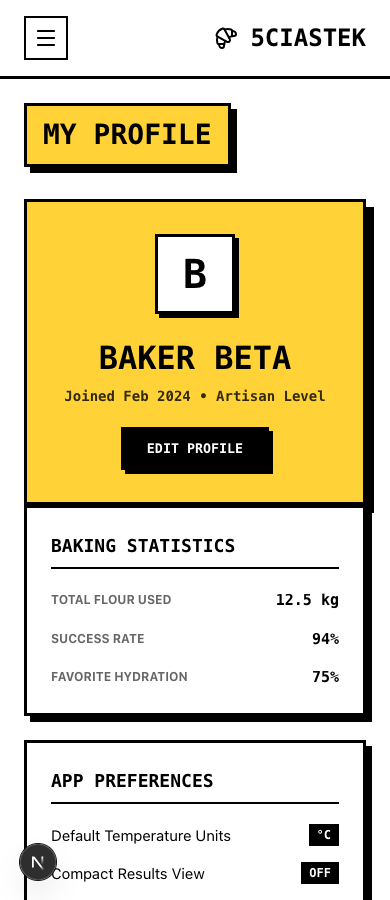 5CIASTEK
MY PROFILE
B
BAKER BETA
Joined Feb 2024 • Artisan Level
EDIT PROFILE
BAKING STATISTICS
TOTAL FLOUR USED 12.5 kg
SUCCESS RATE 94%
FAVORITE HYDRATION 75%
APP PREFERENCES
Default Temperature Units °C
N
Compact Results View OFF